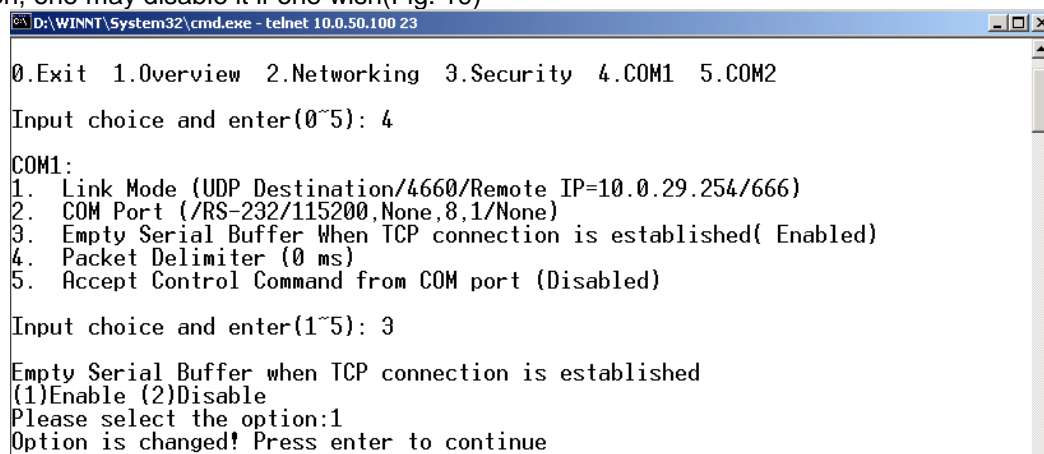 on, one may disable it if one wish(Fig. 10)
D:\WINNT\System32\cmd.exe - telnet 10.0.50.100 23
0.Exit  1.Overview  2.Networking  3.Security  4.COM1  5.COM2
Input choice and enter(0~5): 4
COM1:
1.  Link Mode (UDP Destination/4660/Remote IP=10.0.29.254/666)
2.  COM Port (/RS-232/115200,None,8,1/None)
3.  Empty Serial Buffer When TCP connection is established( Enabled)
4.  Packet Delimiter (0 ms)
5.  Accept Control Command from COM port (Disabled)
Input choice and enter(1~5): 3
Empty Serial Buffer when TCP connection is established
(1)Enable (2)Disable
Please select the option:1
Option is changed! Press enter to continue